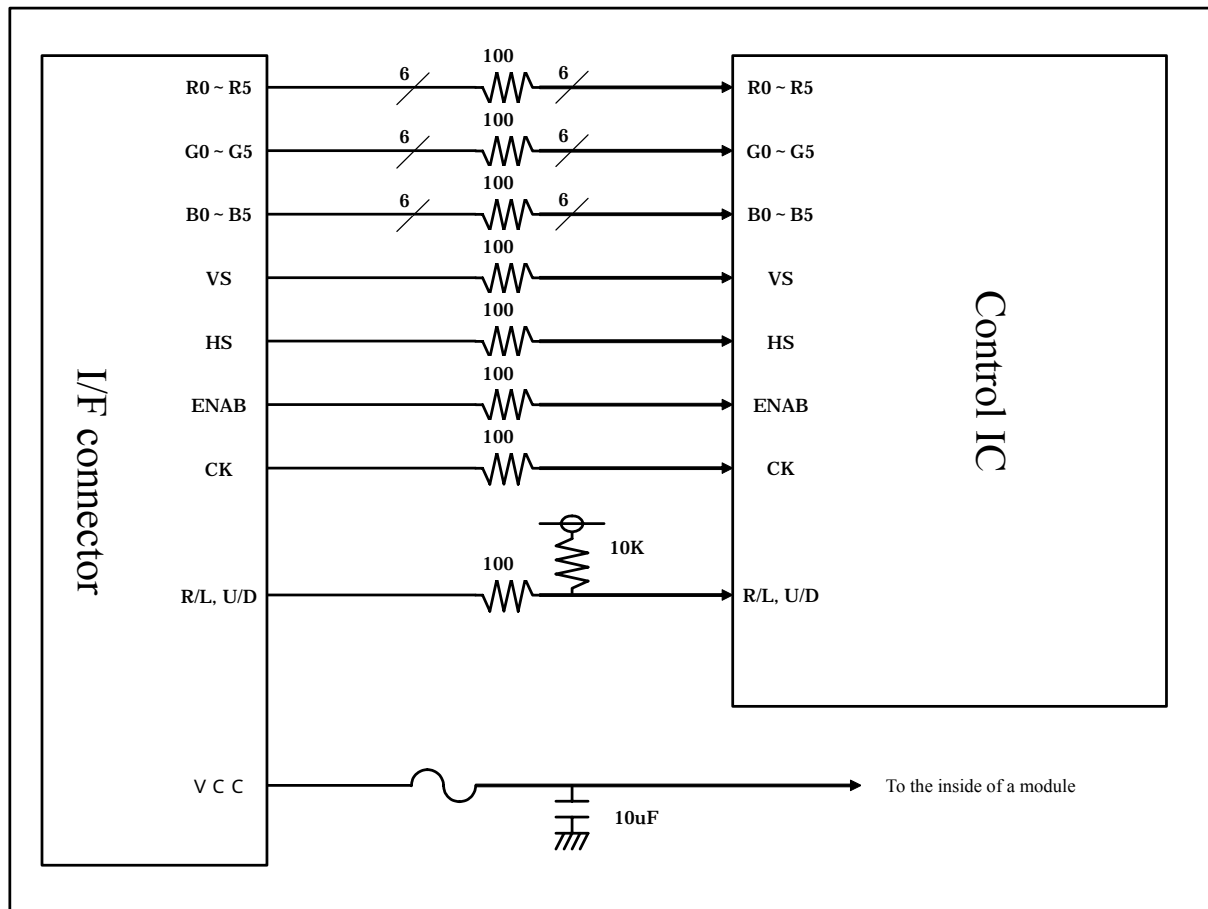 100
R0 ~ R5 6 6 R0 ~ R5
100
G0 ~ G5 6 6 G0 ~ G5
100
B0 ~ B5 6 6 B0 ~ B5
100
VS VS
100
HS HS
100
ENAB ENAB
100
CK CK
I/F connector
Control IC
10K
100
R/L, U/D R/L, U/D
VCC To the inside of a module
10uF